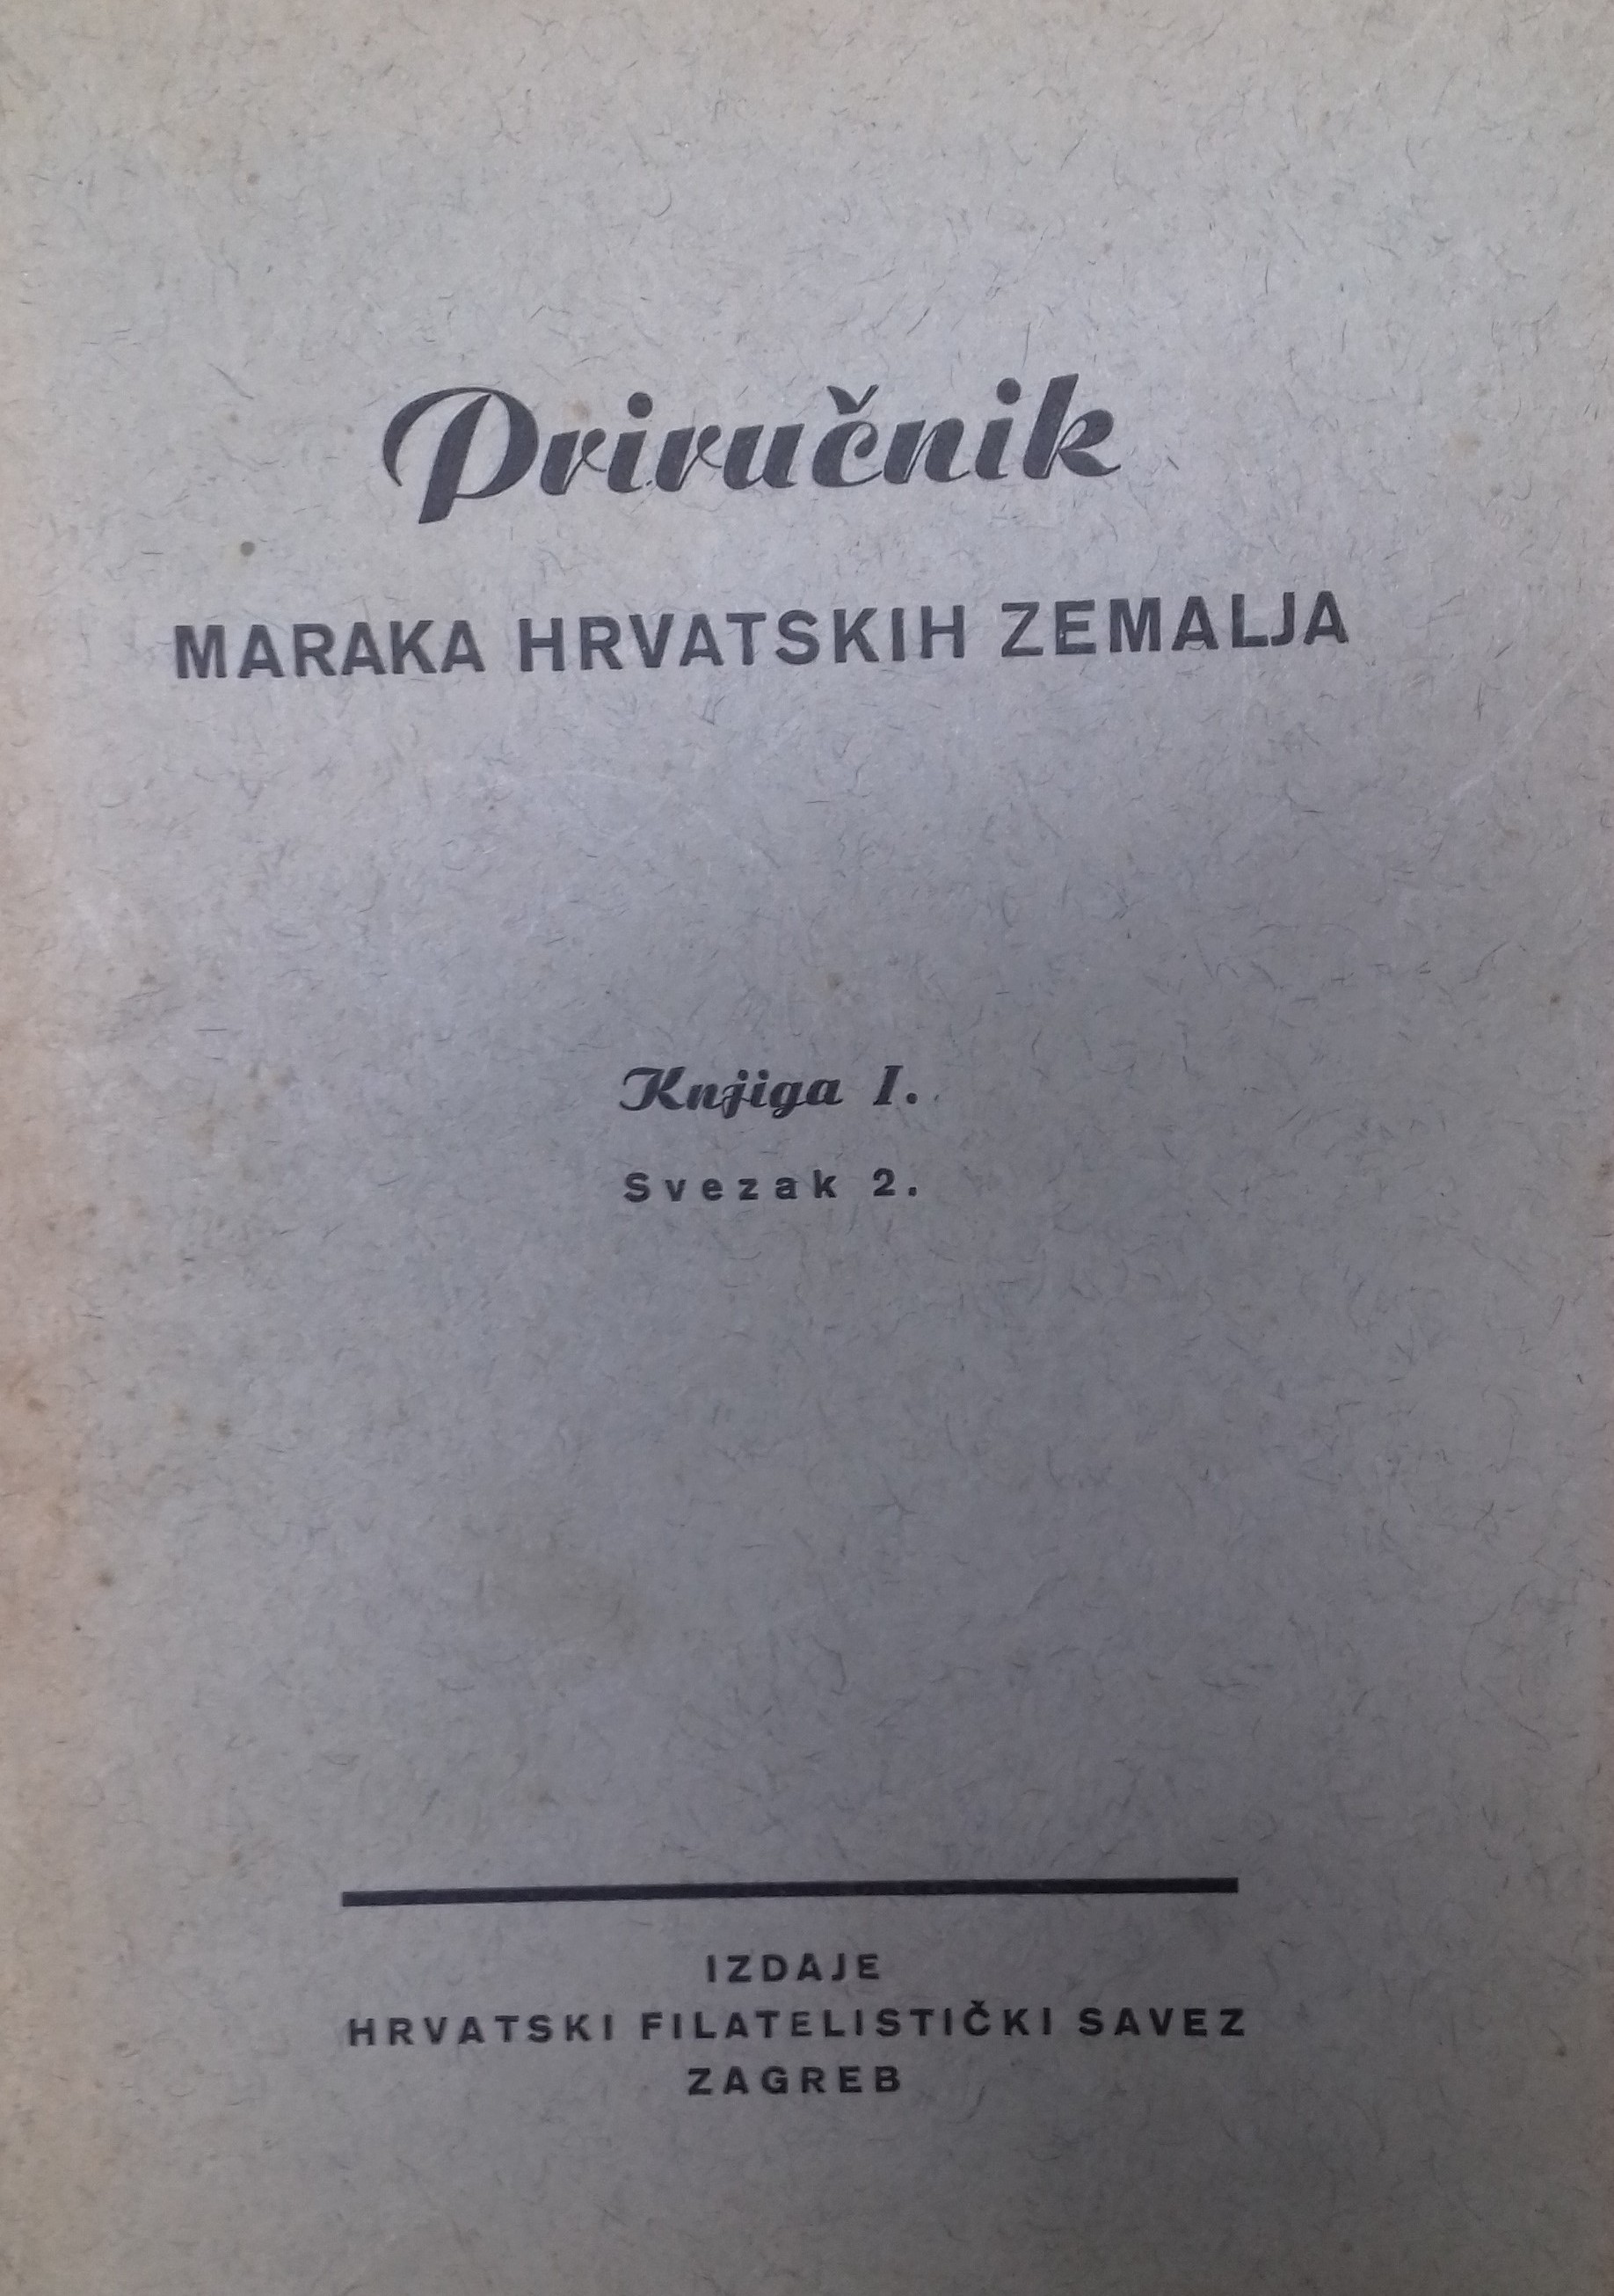 Priručnik
MARAKA HRVATSKIH ZEMALJA
Knjiga I.
Svezak 2.
IZDAJE
HRVATSKI FILATELISTIČKI SAVEZ
ZAGREB